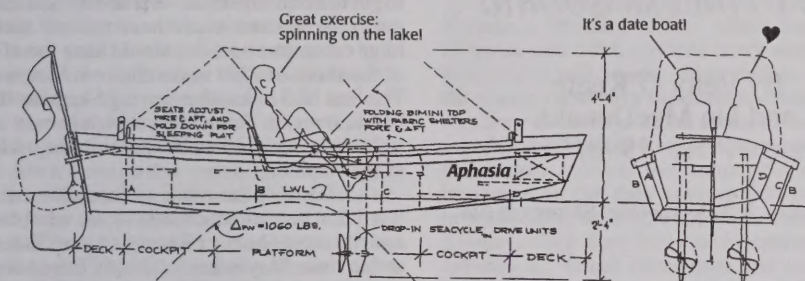 Great exercise:
spinning on the lake!
It's a date boat!
SEATS ADJUST
FORE & AFT, AND
FOLD DOWN FOR
SLEEPING FLAT
FOLDING BIMINI TOP
WITH FABRIC SHELTERS
FORE & AFT
4'-4"
Aphasia
A
B
LWL
C
D
B
A
D
C
B
Δ PW = 1060 LBS.
DROP-IN SEACYCLE DRIVE UNITS
2'-4"
DECK
COCKPIT
PLATFORM
COCKPIT
DECK